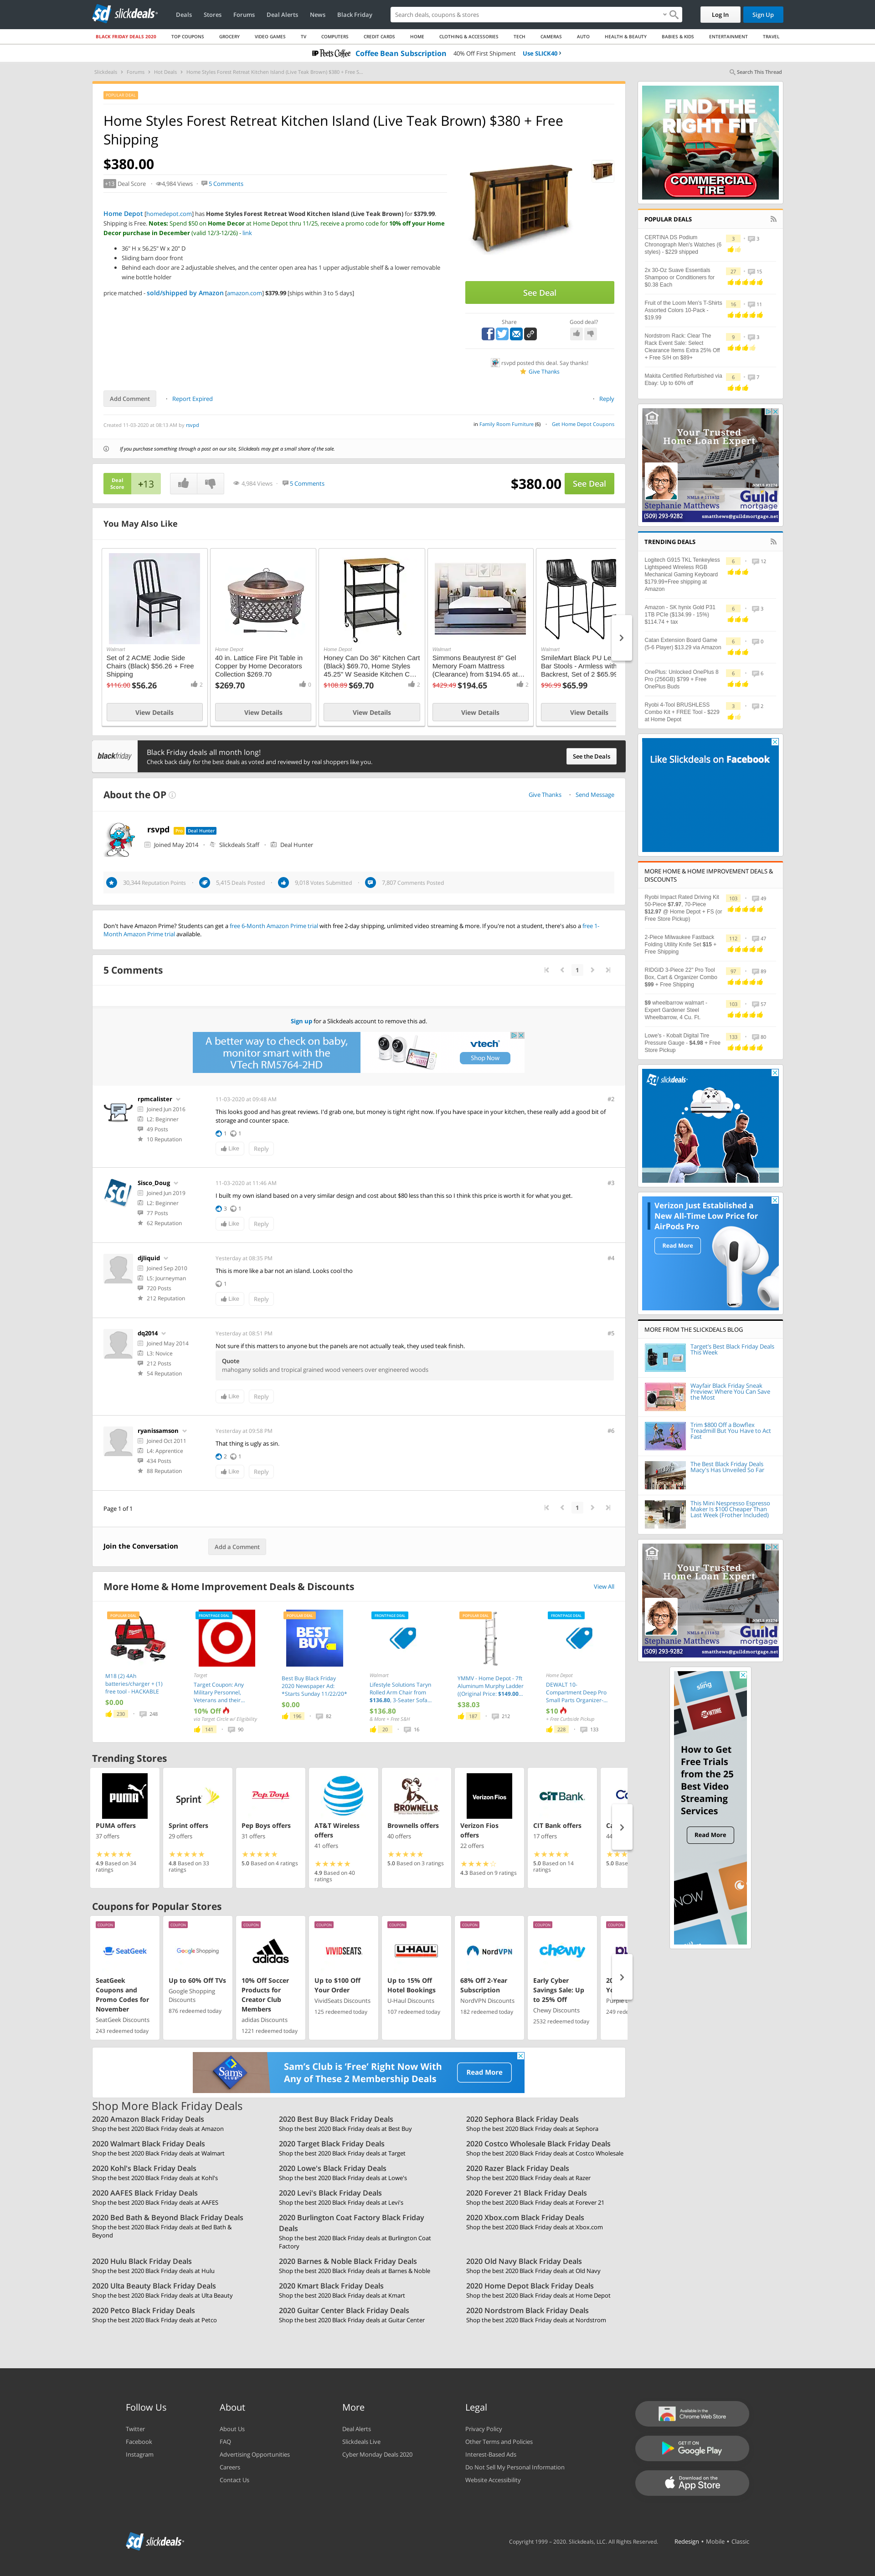 slickdeals
Deals
Stores
Forums
Deal Alerts
News
Black Friday
Search deals, coupons & stores
Log In
Sign Up
BLACK FRIDAY DEALS 2020
TOP COUPONS
GROCERY
VIDEO GAMES
TV
COMPUTERS
CREDIT CARDS
HOME
CLOTHING & ACCESSORIES
TECH
CAMERAS
AUTO
HEALTH & BEAUTY
BABIES & KIDS
ENTERTAINMENT
TRAVEL
Peet's Coffee Coffee Bean Subscription 40% Off First Shipment Use SLICK40 >
Slickdeals > Forums > Hot Deals > Home Styles Forest Retreat Kitchen Island (Live Teak Brown) $380 + Free S...
Search This Thread
POPULAR DEAL
Home Styles Forest Retreat Kitchen Island (Live Teak Brown) $380 + Free
Shipping
$380.00
+13 Deal Score 4,984 Views 5 Comments
Home Depot [homedepot.com] has Home Styles Forest Retreat Wood Kitchen Island (Live Teak Brown) for $379.99.
Shipping is Free. Notes: Spend $50 on Home Decor at Home Depot thru 11/25, receive a promo code for 10% off your Home
Decor purchase in December (valid 12/3-12/26) - link
36" H x 56.25" W x 20" D
Sliding barn door front
Behind each door are 2 adjustable shelves, and the center open area has 1 upper adjustable shelf & a lower removable
wine bottle holder
price matched - sold/shipped by Amazon [amazon.com] $379.99 [ships within 3 to 5 days]
See Deal
Share
Good deal?
rsvpd posted this deal. Say thanks!
Give Thanks
Add Comment
Report Expired
Reply
Created 11-03-2020 at 08:13 AM by rsvpd
in Family Room Furniture (6)
Get Home Depot Coupons
If you purchase something through a post on our site, Slickdeals may get a small share of the sale.
Deal
Score
+13
4,984 Views
5 Comments
$380.00
See Deal
You May Also Like
Walmart
Set of 2 ACME Jodie Side
Chairs (Black) $56.26 + Free
Shipping
$116.00 $56.26
2
View Details
Home Depot
40 in. Lattice Fire Pit Table in
Copper by Home Decorators
Collection $269.70
$269.70
0
View Details
Home Depot
Honey Can Do 36" Kitchen Cart
(Black) $69.70, Home Styles
45.25" W Seaside Kitchen C...
$108.89 $69.70
2
View Details
Walmart
Simmons Beautyrest 8" Gel
Memory Foam Mattress
(Clearance) from $194.65 at...
$429.49 $194.65
2
View Details
Walmart
SmileMart Black PU Le
Bar Stools - Armless with
Backrest, Set of 2 $65.99
$96.99 $65.99
View Details
blackfriday
Black Friday deals all month long!
Check back daily for the best deals as voted and reviewed by real shoppers like you.
See the Deals
About the OP
Give Thanks
Send Message
rsvpd
Pro
Deal Hunter
Joined May 2014
Slickdeals Staff
Deal Hunter
30,344 Reputation Points
5,415 Deals Posted
9,018 Votes Submitted
7,807 Comments Posted
Don't have Amazon Prime? Students can get a free 6-Month Amazon Prime trial with free 2-day shipping, unlimited video streaming & more. If you're not a student, there's also a free 1-
Month Amazon Prime trial available.
5 Comments
1
Sign up for a Slickdeals account to remove this ad.
A better way to check on baby,
monitor smart with the
VTech RM5764-2HD
vtech
Shop Now
rpmcalister
Joined Jun 2016
L2: Beginner
49 Posts
10 Reputation
11-03-2020 at 09:48 AM
#2
This looks good and has great reviews. I'd grab one, but money is tight right now. If you have space in your kitchen, these really add a good bit of
storage and counter space.
1 1
Like
Reply
Sisco_Doug
Joined Jun 2019
L2: Beginner
77 Posts
62 Reputation
11-03-2020 at 11:46 AM
#3
I built my own island based on a very similar design and cost about $80 less than this so I think this price is worth it for what you get.
3 1
Like
Reply
djliquid
Joined Sep 2010
L5: Journeyman
720 Posts
212 Reputation
Yesterday at 08:35 PM
#4
This is more like a bar not an island. Looks cool tho
1
Like
Reply
dq2014
Joined May 2014
L3: Novice
212 Posts
54 Reputation
Yesterday at 08:51 PM
#5
Not sure if this matters to anyone but the panels are not actually teak, they used teak finish.
Quote
mahogany solids and tropical grained wood veneers over engineered woods
Like
Reply
ryanissamson
Joined Oct 2011
L4: Apprentice
434 Posts
88 Reputation
Yesterday at 09:58 PM
#6
That thing is ugly as sin.
2 1
Like
Reply
Page 1 of 1
1
Join the Conversation
Add a Comment
More Home & Home Improvement Deals & Discounts
View All
POPULAR DEAL
M18 (2) 4Ah
batteries/charger + (1)
free tool - HACKABLE
$0.00
230
248
FRONTPAGE DEAL
Target
Target Coupon: Any
Military Personnel,
Veterans and their...
10% Off
via Target Circle w/ Eligibility
141
90
POPULAR DEAL
BEST
BUY
Best Buy Black Friday
2020 Newspaper Ad
*Starts Sunday 11/22/20*
$0.00
196
82
FRONTPAGE DEAL
Walmart
Lifestyle Solutions Taryn
Rolled Arm Chair from
$136.80, 3-Seater Sofa...
$136.80
& More + Free S&H
20
16
POPULAR DEAL
YMMV - Home Depot - 7ft
Aluminum Murphy Ladder
((Original Price: $149.00...
$38.03
187
212
FRONTPAGE DEAL
Home Depot
DEWALT 10-
Compartment Deep Pro
Small Parts Organizer-...
$10
+ Free Curbside Pickup
228
133
Trending Stores
PUMA
PUMA offers
37 offers
4.9 Based on 34
ratings
Sprint
Sprint offers
29 offers
4.8 Based on 33
ratings
Pep Boys
Pep Boys offers
31 offers
5.0 Based on 4 ratings
AT&T Wireless
offers
41 offers
4.9 Based on 40
ratings
BROWNELLS
Brownells offers
40 offers
5.0 Based on 3 ratings
Verizon Fios
Verizon Fios
offers
22 offers
4.3 Based on 9 ratings
CIT BANK
CIT Bank offers
17 offers
5.0 Based on 14
ratings
Coupons for Popular Stores
COUPON
SeatGeek
SeatGeek
Coupons and
Promo Codes for
November
SeatGeek Discounts
243 redeemed today
COUPON
Google Shopping
Up to 60% Off TVs
Google Shopping
Discounts
876 redeemed today
COUPON
adidas
10% Off Soccer
Products for
Creator Club
Members
adidas Discounts
1221 redeemed today
COUPON
VIVIDSEATS
Up to $100 Off
Your Order
VividSeats Discounts
125 redeemed today
COUPON
U-HAUL
Up to 15% Off
Hotel Bookings
U-Haul Discounts
107 redeemed today
COUPON
NordVPN
68% Off 2-Year
Subscription
NordVPN Discounts
182 redeemed today
COUPON
chewy
Early Cyber
Savings Sale: Up
to 25% Off
Chewy Discounts
2532 redeemed today
COUPON
Sam's
Sam's Club is 'Free' Right Now With
Any of These 2 Membership Deals
Read More
Shop More Black Friday Deals
2020 Amazon Black Friday Deals
Shop the best 2020 Black Friday deals at Amazon
2020 Best Buy Black Friday Deals
Shop the best 2020 Black Friday deals at Best Buy
2020 Sephora Black Friday Deals
Shop the best 2020 Black Friday deals at Sephora
2020 Walmart Black Friday Deals
Shop the best 2020 Black Friday deals at Walmart
2020 Target Black Friday Deals
Shop the best 2020 Black Friday deals at Target
2020 Costco Wholesale Black Friday Deals
Shop the best 2020 Black Friday deals at Costco Wholesale
2020 Kohl's Black Friday Deals
Shop the best 2020 Black Friday deals at Kohl's
2020 Lowe's Black Friday Deals
Shop the best 2020 Black Friday deals at Lowe's
2020 Razer Black Friday Deals
Shop the best 2020 Black Friday deals at Razer
2020 AAFES Black Friday Deals
Shop the best 2020 Black Friday deals at AAFES
2020 Levi's Black Friday Deals
Shop the best 2020 Black Friday deals at Levi's
2020 Forever 21 Black Friday Deals
Shop the best 2020 Black Friday deals at Forever 21
2020 Bed Bath & Beyond Black Friday Deals
Shop the best 2020 Black Friday deals at Bed Bath &
Beyond
2020 Burlington Coat Factory Black Friday
Deals
Shop the best 2020 Black Friday deals at Burlington Coat
Factory
2020 Xbox.com Black Friday Deals
Shop the best 2020 Black Friday deals at Xbox.com
2020 Hulu Black Friday Deals
Shop the best 2020 Black Friday deals at Hulu
2020 Barnes & Noble Black Friday Deals
Shop the best 2020 Black Friday deals at Barnes & Noble
2020 Old Navy Black Friday Deals
Shop the best 2020 Black Friday deals at Old Navy
2020 Ulta Beauty Black Friday Deals
Shop the best 2020 Black Friday deals at Ulta Beauty
2020 Kmart Black Friday Deals
Shop the best 2020 Black Friday deals at Kmart
2020 Home Depot Black Friday Deals
Shop the best 2020 Black Friday deals at Home Depot
2020 Petco Black Friday Deals
Shop the best 2020 Black Friday deals at Petco
2020 Guitar Center Black Friday Deals
Shop the best 2020 Black Friday deals at Guitar Center
2020 Nordstrom Black Friday Deals
Shop the best 2020 Black Friday deals at Nordstrom
FIND THE
RIGHT FIT
COMMERCIAL
TIRE
POPULAR DEALS
CERTINA DS Podium
Chronograph Men's Watches (6
styles) - $229 shipped
3
3
2x 30-Oz Suave Essentials
Shampoo or Conditioners for
$0.38 Each
27
15
Fruit of the Loom Men's T-Shirts
Assorted Colors 10-Pack -
$19.99
16
11
Nordstrom Rack: Clear The
Rack Event Sale: Select
Clearance Items Extra 25% Off
+ Free S/H on $89+
9
3
Makita Certified Refurbished via
Ebay: Up to 60% off
6
7
Your Trusted
Home Loan Expert
NMLS # 111633
Stephanie Matthews
(509) 293-9282
Guild
mortgage
smatthews@guildmortgage.net
TRENDING DEALS
Logitech G915 TKL Tenkeyless
Lightspeed Wireless RGB
Mechanical Gaming Keyboard
$179.99+Free shipping at
Amazon
6
12
Amazon - SK hynix Gold P31
1TB PCIe ($134.99 - 15%)
$114.74 + tax
6
3
Catan Extension Board Game
(5-6 Player) $13.29 via Amazon
6
0
OnePlus: Unlocked OnePlus 8
Pro (256GB) $799 + Free
OnePlus Buds
6
6
Ryobi 4-Tool BRUSHLESS
Combo Kit + FREE Tool - $229
at Home Depot
3
2
Like Slickdeals on Facebook
MORE HOME & HOME IMPROVEMENT DEALS &
DISCOUNTS
Ryobi Impact Rated Driving Kit
50-Piece $7.97, 70-Piece
$12.97 @ Home Depot + FS (or
Free Store Pickup)
103
49
2-Piece Milwaukee Fastback
Folding Utility Knife Set $15 +
Free Shipping
112
47
RIDGID 3-Piece 22" Pro Tool
Box, Cart & Organizer Combo
$99 + Free Shipping
97
89
$9 wheelbarrow walmart -
Expert Gardener Steel
Wheelbarrow, 4 Cu. Ft.
103
57
Lowe's - Kobalt Digital Tire
Pressure Gauge - $4.98 + Free
Store Pickup
133
80
slickdeals
Verizon Just Established a
New All-Time Low Price for
AirPods Pro
Read More
MORE FROM THE SLICKDEALS BLOG
Target's Best Black Friday Deals
This Week
Wayfair Black Friday Sneak
Preview: Where You Can Save
the Most
Trim $800 Off a Bowflex
Treadmill But You Have to Act
Fast
The Best Black Friday Deals
Macy's Has Unveiled So Far
This Mini Nespresso Espresso
Maker Is $100 Cheaper Than
Last Week (Frother Included)
Your Trusted
Home Loan Expert
NMLS # 111633
Stephanie Matthews
(509) 293-9282
Guild
mortgage
smatthews@guildmortgage.net
sling
SHOWTIME
How to Get
Free Trials
from the 25
Best Video
Streaming
Services
Read More
NOW
Follow Us
Twitter
Facebook
Instagram
About
About Us
FAQ
Advertising Opportunities
Careers
Contact Us
More
Deal Alerts
Slickdeals Live
Cyber Monday Deals 2020
Legal
Privacy Policy
Other Terms and Policies
Interest-Based Ads
Do Not Sell My Personal Information
Website Accessibility
Available in the
Chrome Web Store
GET IT ON
Google Play
Download on the
App Store
slickdeals
Copyright 1999 - 2020. Slickdeals, LLC. All Rights Reserved.
Redesign • Mobile • Classic